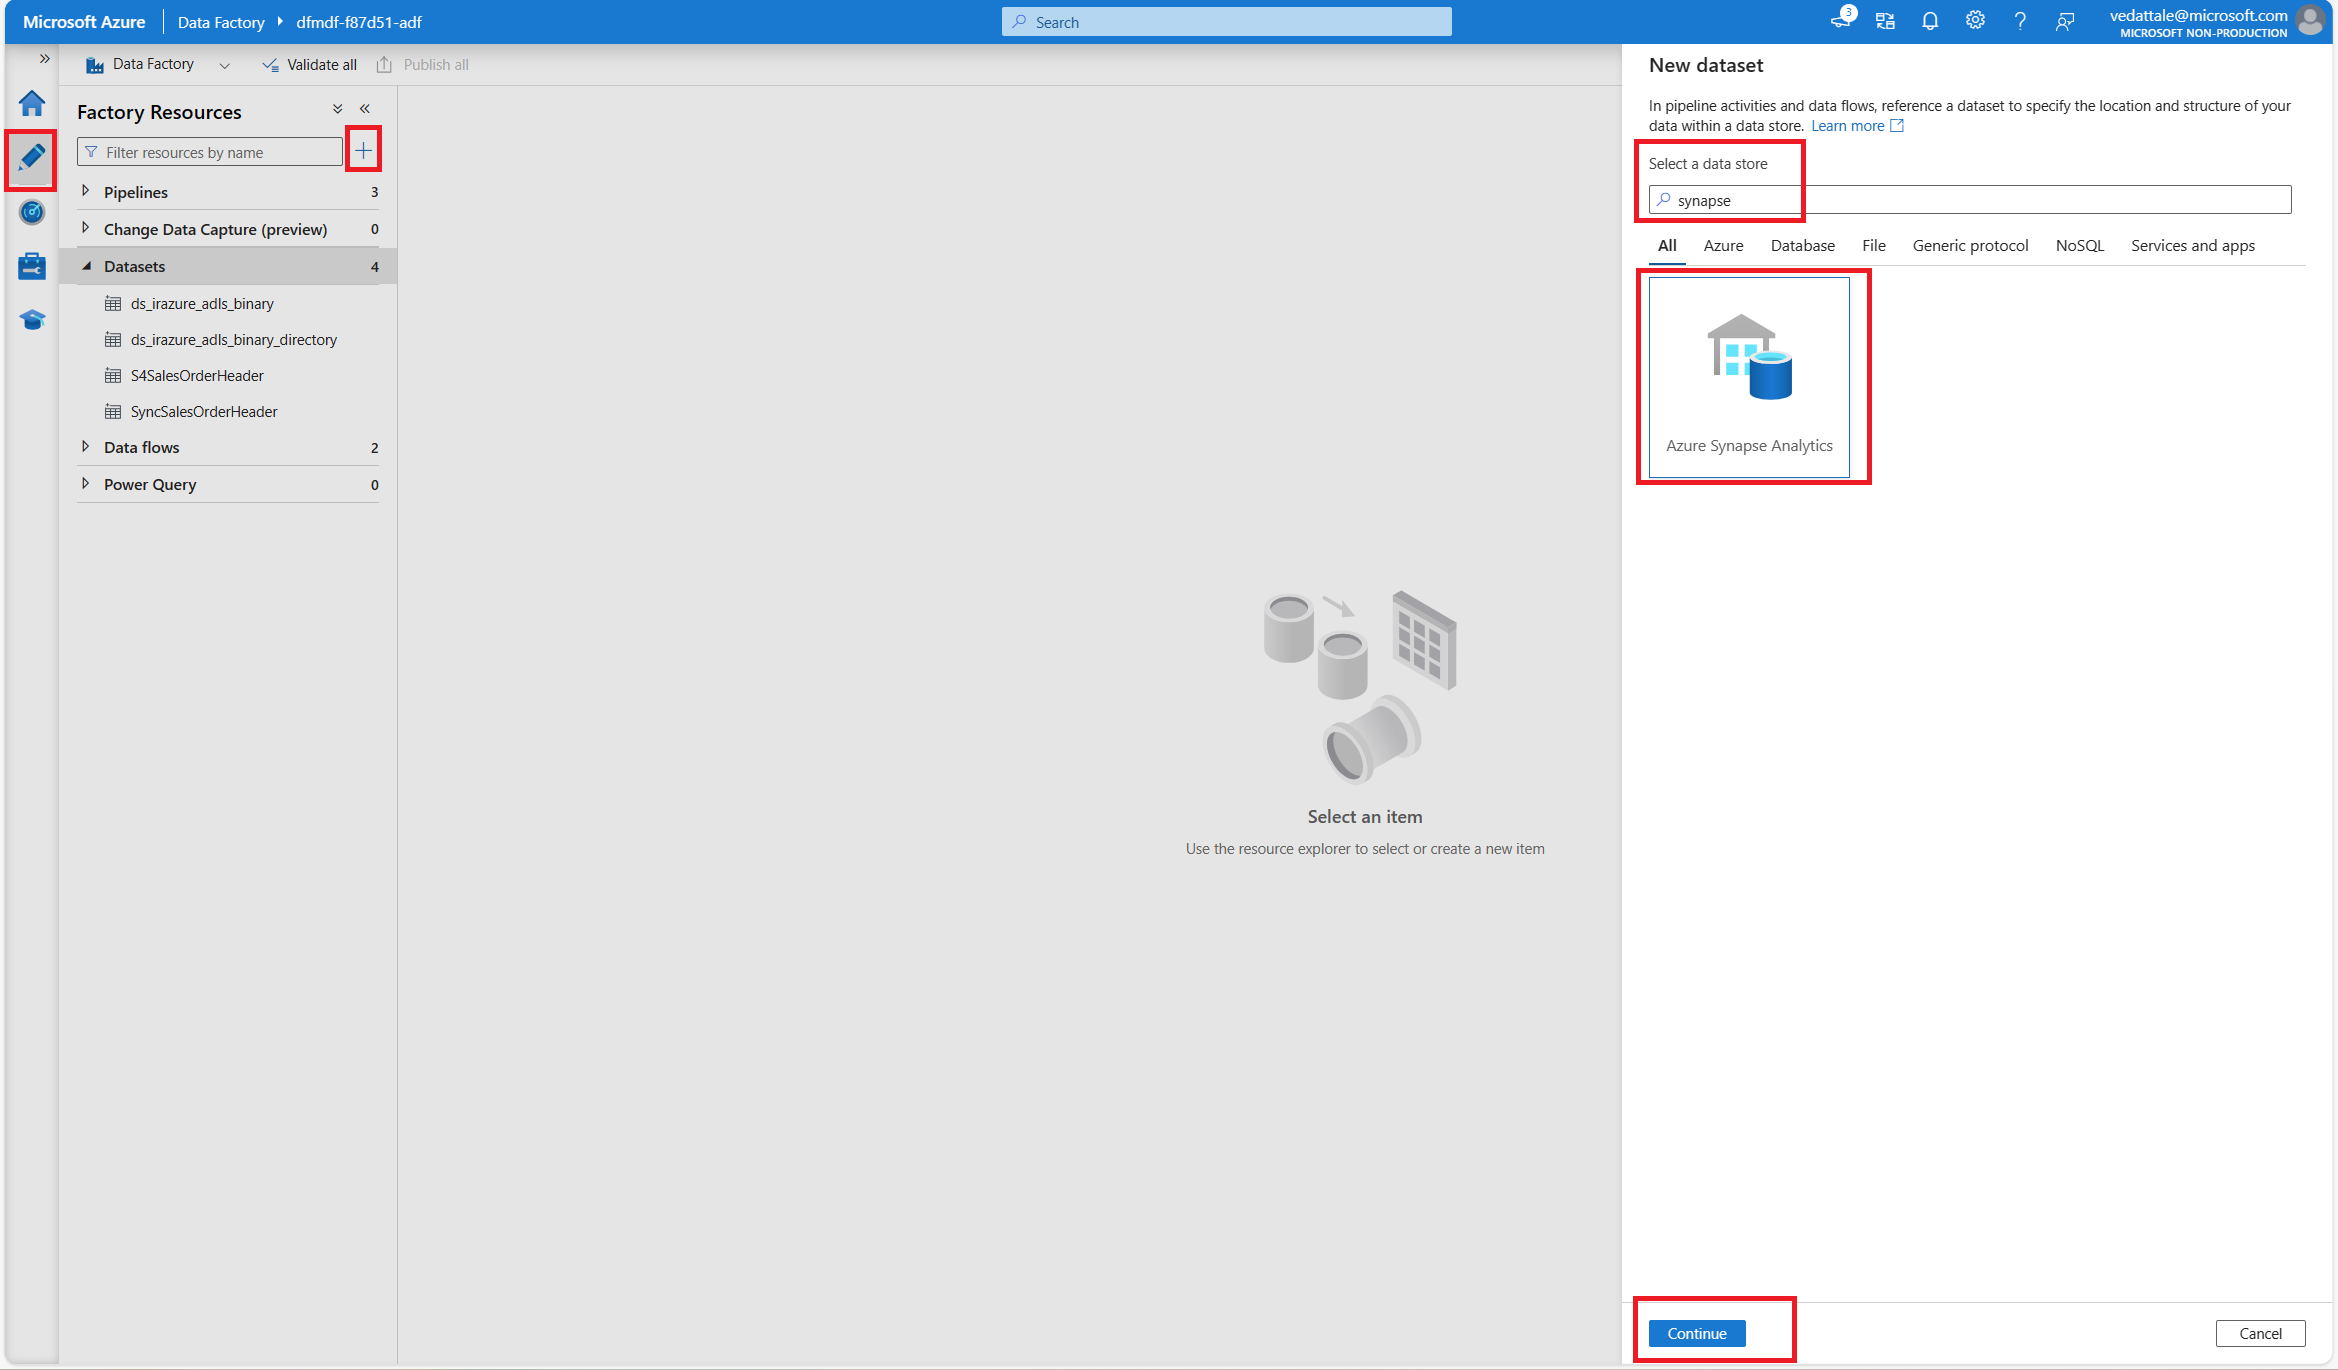 Microsoft Azure
Data Factory
dfmdf-f87d51-adf
Search
3
vedattale@microsoft.com
MICROSOFT NON-PRODUCTION
Data Factory
Validate all
Publish all
Factory Resources
Filter resources by name
Pipelines 3
Change Data Capture (preview) 0
Datasets 4
ds_irazure_adls_binary
ds_irazure_adls_binary_directory
S4SalesOrderHeader
SyncSalesOrderHeader
Data flows 2
Power Query 0
Select an item
Use the resource explorer to select or create a new item
New dataset
In pipeline activities and data flows, reference a dataset to specify the location and structure of your
data within a data store. Learn more
Select a data store
synapse
All Azure Database File Generic protocol NoSQL Services and apps
Azure Synapse Analytics
Continue
Cancel